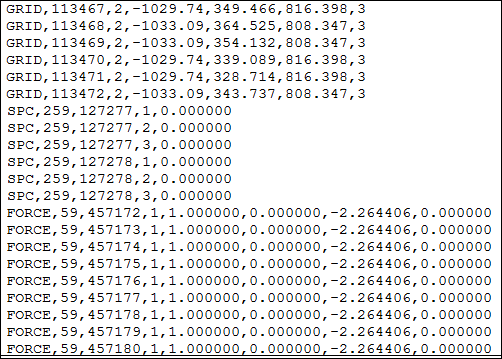 GRID,113467,2,-1029.74,349.466,816.398,3
GRID,113468,2,-1033.09,364.525,808.347,3
GRID,113469,2,-1033.09,354.132,808.347,3
GRID,113470,2,-1029.74,339.089,816.398,3
GRID,113471,2,-1029.74,328.714,816.398,3
GRID,113472,2,-1033.09,343.737,808.347,3
SPC,259,127277,1,0.000000
SPC,259,127277,2,0.000000
SPC,259,127277,3,0.000000
SPC,259,127278,1,0.000000
SPC,259,127278,2,0.000000
SPC,259,127278,3,0.000000
FORCE,59,457172,1,1.000000,0.000000,-2.264406,0.000000
FORCE,59,457173,1,1.000000,0.000000,-2.264406,0.000000
FORCE,59,457174,1,1.000000,0.000000,-2.264406,0.000000
FORCE,59,457175,1,1.000000,0.000000,-2.264406,0.000000
FORCE,59,457176,1,1.000000,0.000000,-2.264406,0.000000
FORCE,59,457177,1,1.000000,0.000000,-2.264406,0.000000
FORCE,59,457178,1,1.000000,0.000000,-2.264406,0.000000
FORCE,59,457179,1,1.000000,0.000000,-2.264406,0.000000
FORCE,59,457180,1,1.000000,0.000000,-2.264406,0.000000